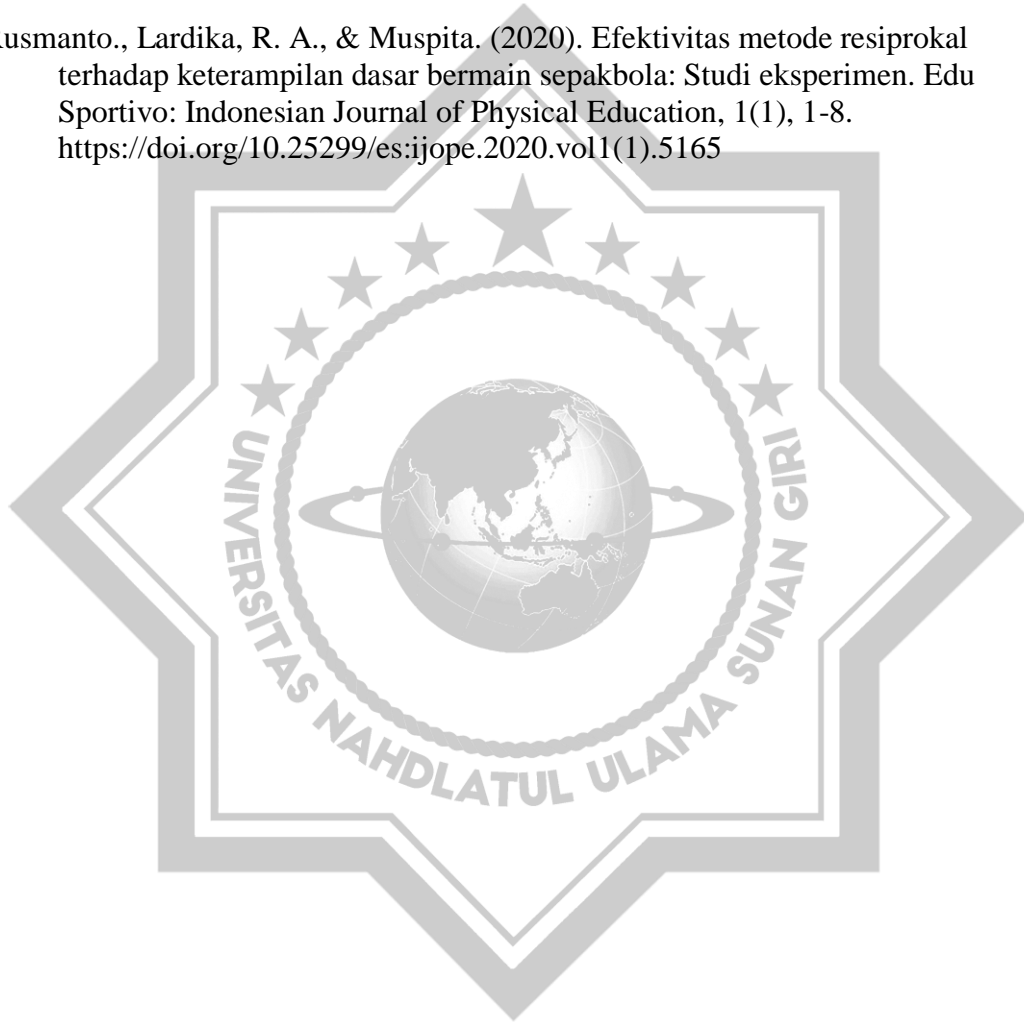 usmanto., Lardika, R. A., & Muspita. (2020). Efektivitas metode resiprokal
terhadap keterampilan dasar bermain sepakbola: Studi eksperimen. Edu
Sportivo: Indonesian Journal of Physical Education, 1(1), 1-8.
https://doi.org/10.25299/es:ijope.2020.vol1(1).5165
UNIVERSITAS NAHDLATUL ULAMA SUNAN GIRI